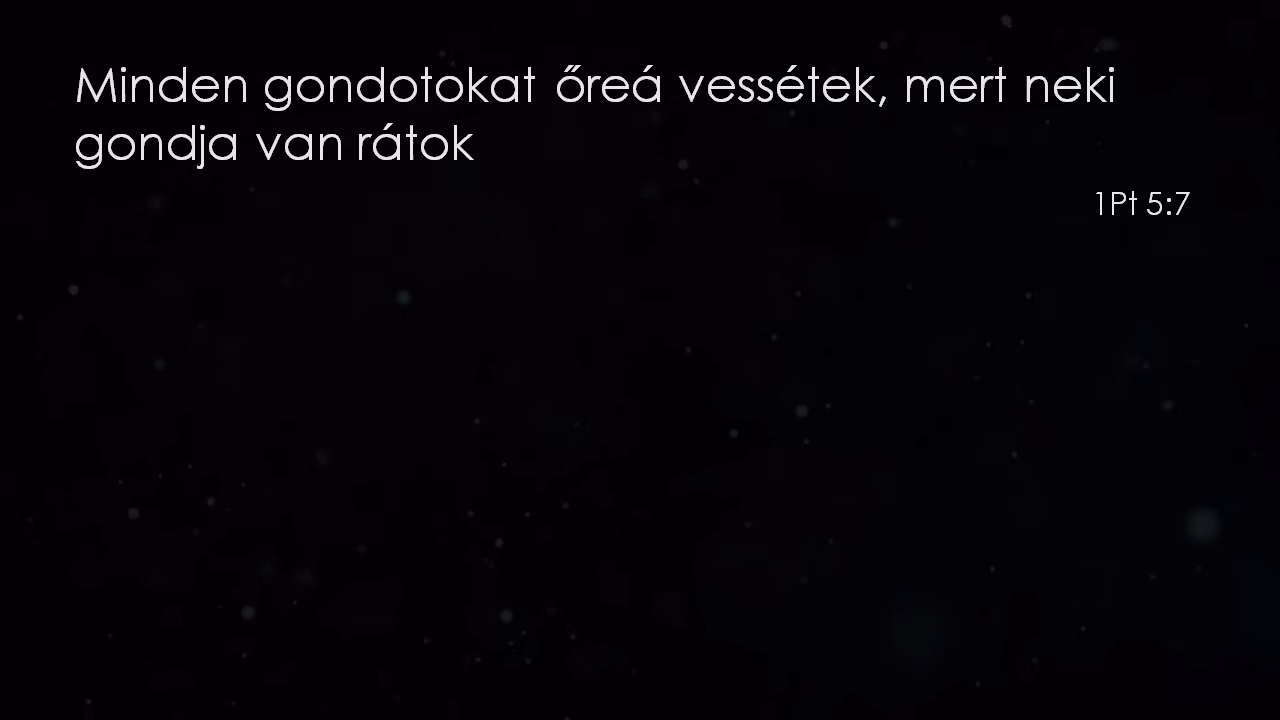 Minden gondotokat őreá vessétek, mert neki
gondja van rátok
1Pt 5:7